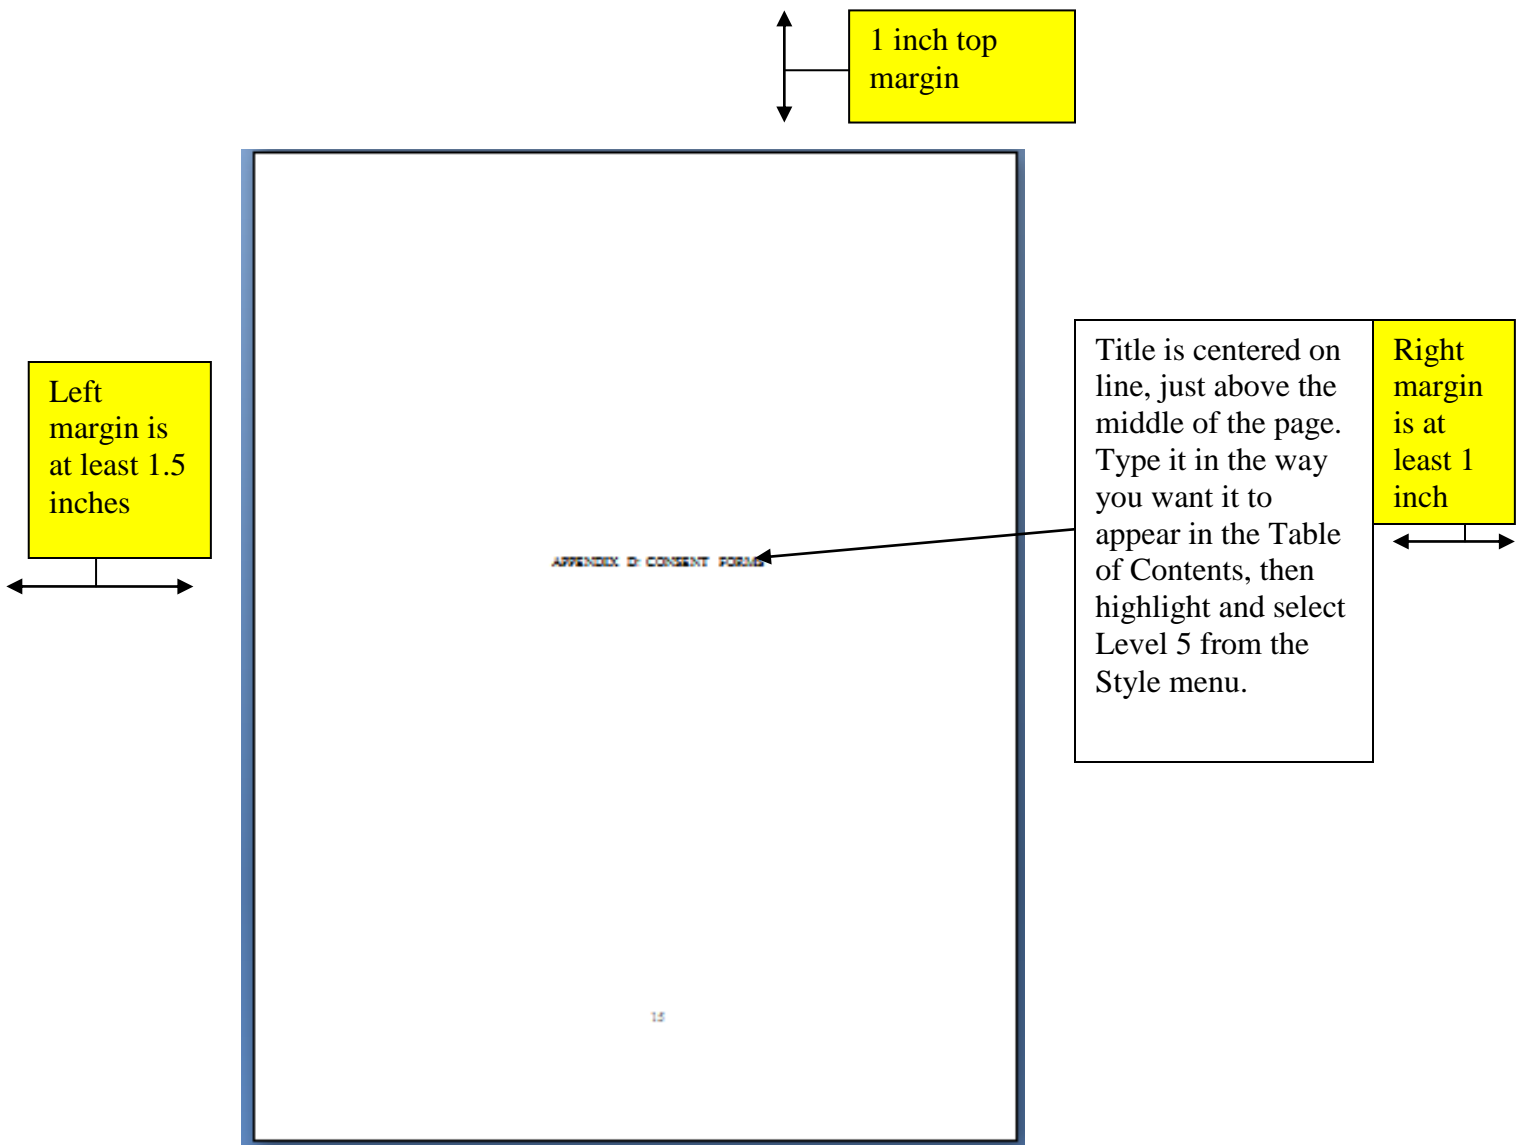 1 inch top
margin
Left
margin is
at least 1.5
inches
APPENDIX D: CONSENT FORMS
Title is centered on
line, just above the
middle of the page.
Type it in the way
you want it to
appear in the Table
of Contents, then
highlight and select
Level 5 from the
Style menu.
Right
margin
is at
least 1
inch
15